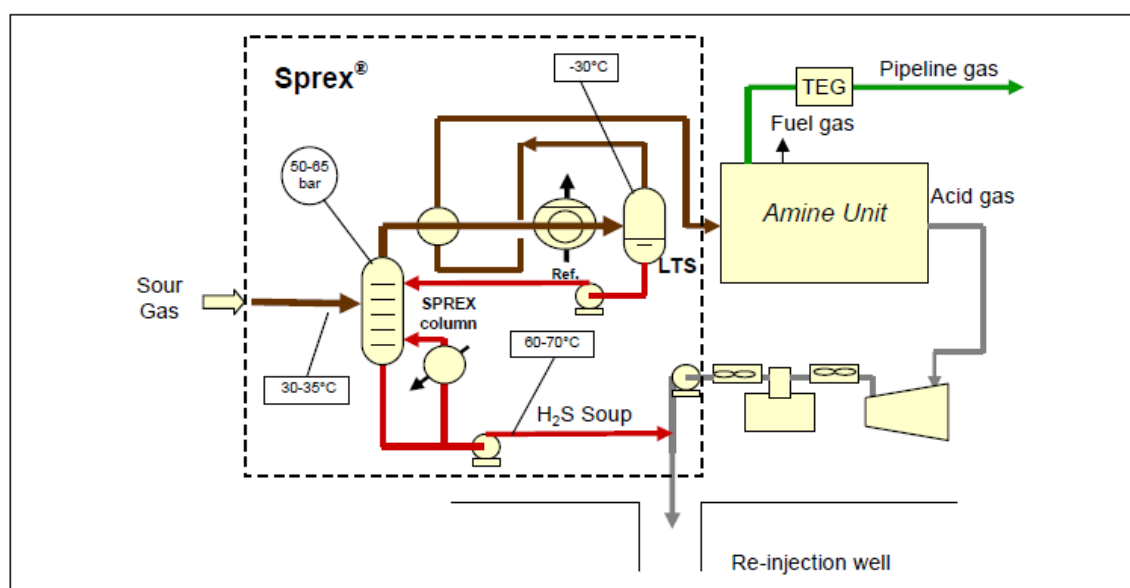 Sprex®
-30°C
TEG
Pipeline gas
Fuel gas
50-65
bar
Amine Unit
Acid gas
LTS
Ref.
Sour
Gas
SPREX
column
60-70°C
30-35°C
H₂S Soup
Re-injection well